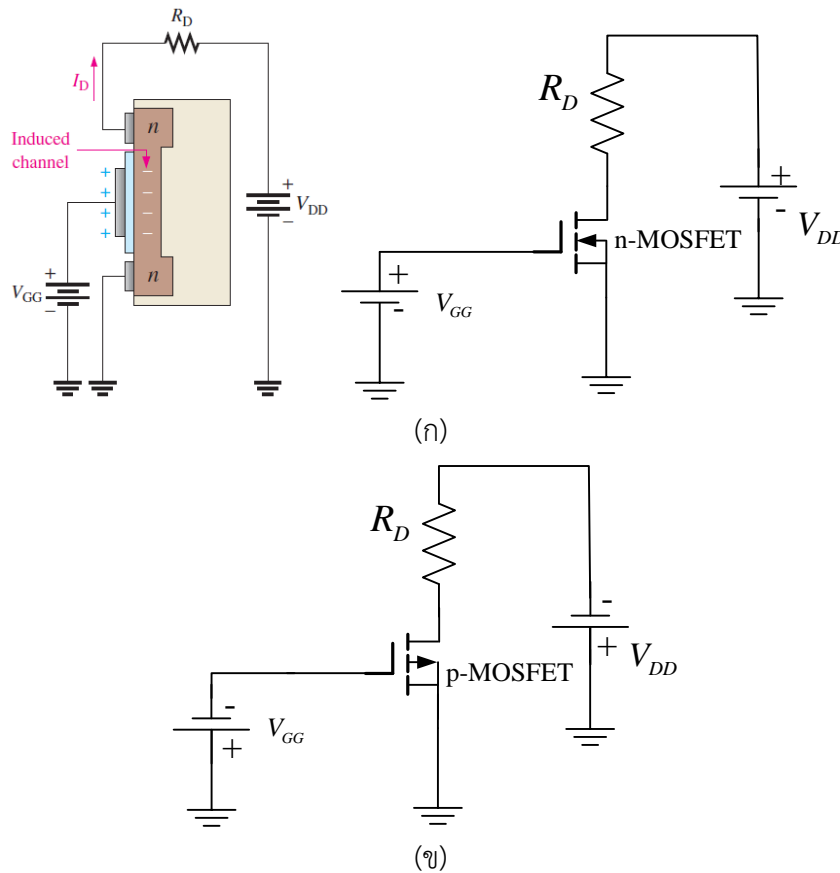 R_D
I_D
n
Induced
channel
+
+
+
+
−
−
−
−
+
V_DD
−
n
+
V_GG
−
R_D
+
-
V_DD
n-MOSFET
+
-
V_GG
(ก)
R_D
-
+
V_DD
p-MOSFET
-
+
V_GG
(ข)